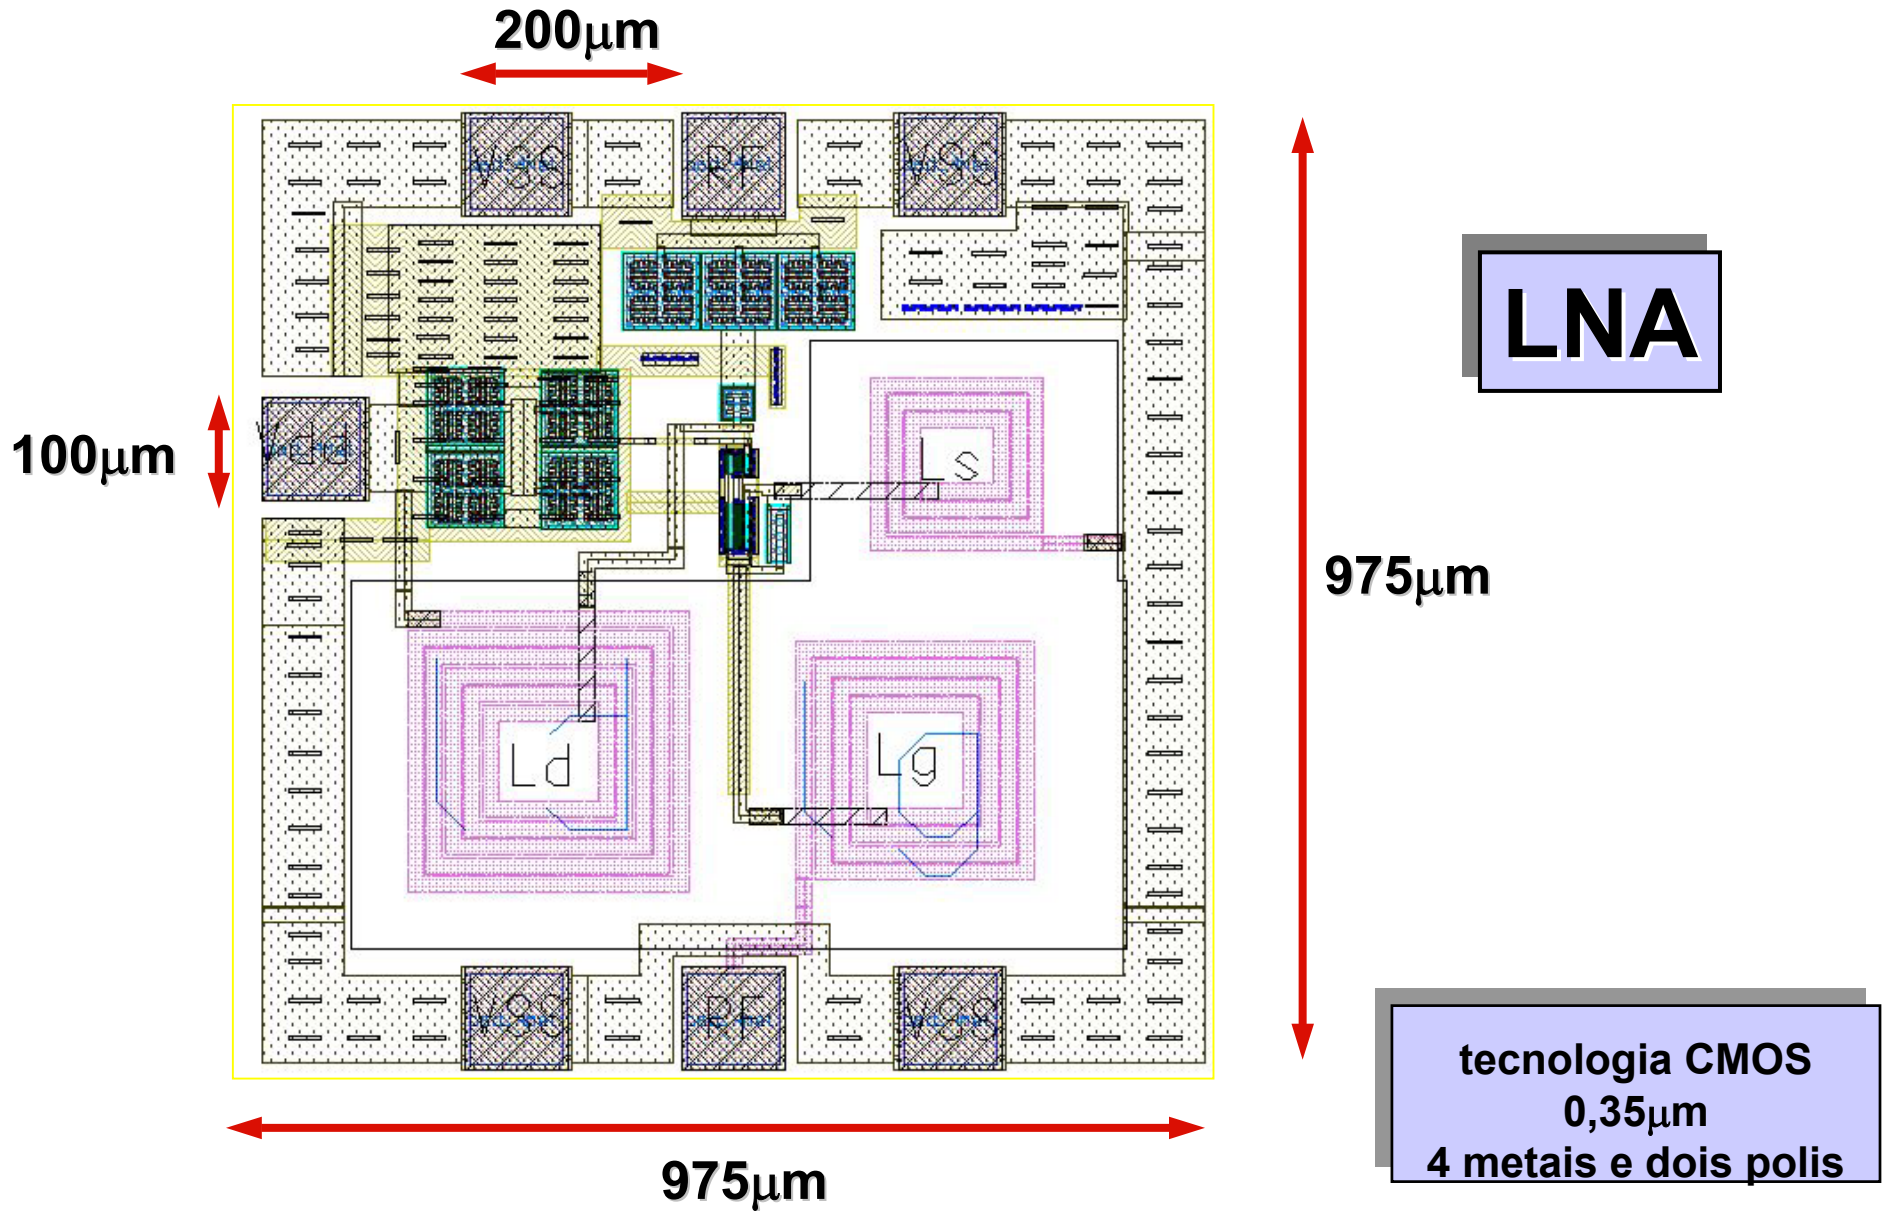 200μm
VSS
RF
VSS
LNA
Vdd
100μm
Ls
975μm
Ld
Lg
VSS
RF
VSS
tecnologia CMOS
0,35μm
4 metais e dois polis
975μm